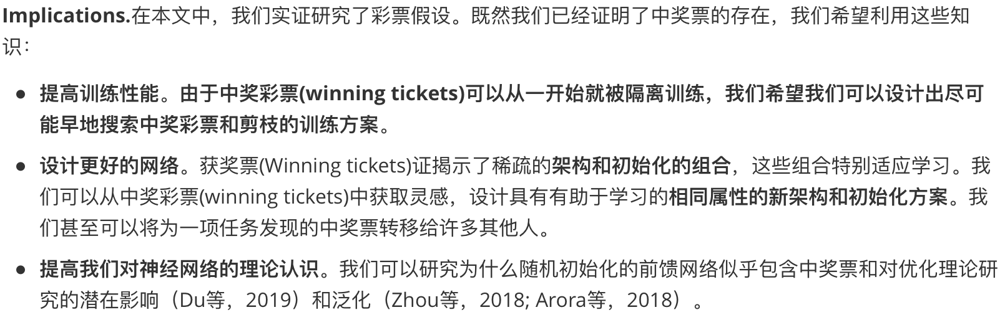 Implications.在本文中，我们实证研究了彩票假设。既然我们已经证明了中奖票的存在，我们希望利用这些知
识：
● 提高训练性能。由于中奖彩票(winning tickets)可以从一开始就被隔离训练，我们希望我们可以设计出尽可
能早地搜索中奖彩票和剪枝的训练方案。
● 设计更好的网络。获奖票(Winning tickets)证揭示了稀疏的架构和初始化的组合，这些组合特别适应学习。我
们可以从中奖彩票(winning tickets)中获取灵感，设计具有有助于学习的相同属性的新架构和初始化方案。我
们甚至可以将为一项任务发现的中奖票转移给许多其他人。
● 提高我们对神经网络的理论认识。我们可以研究为什么随机初始化的前馈网络似乎包含中奖票和对优化理论研
究的潜在影响（Du等，2019）和泛化（Zhou等，2018; Arora等，2018）。